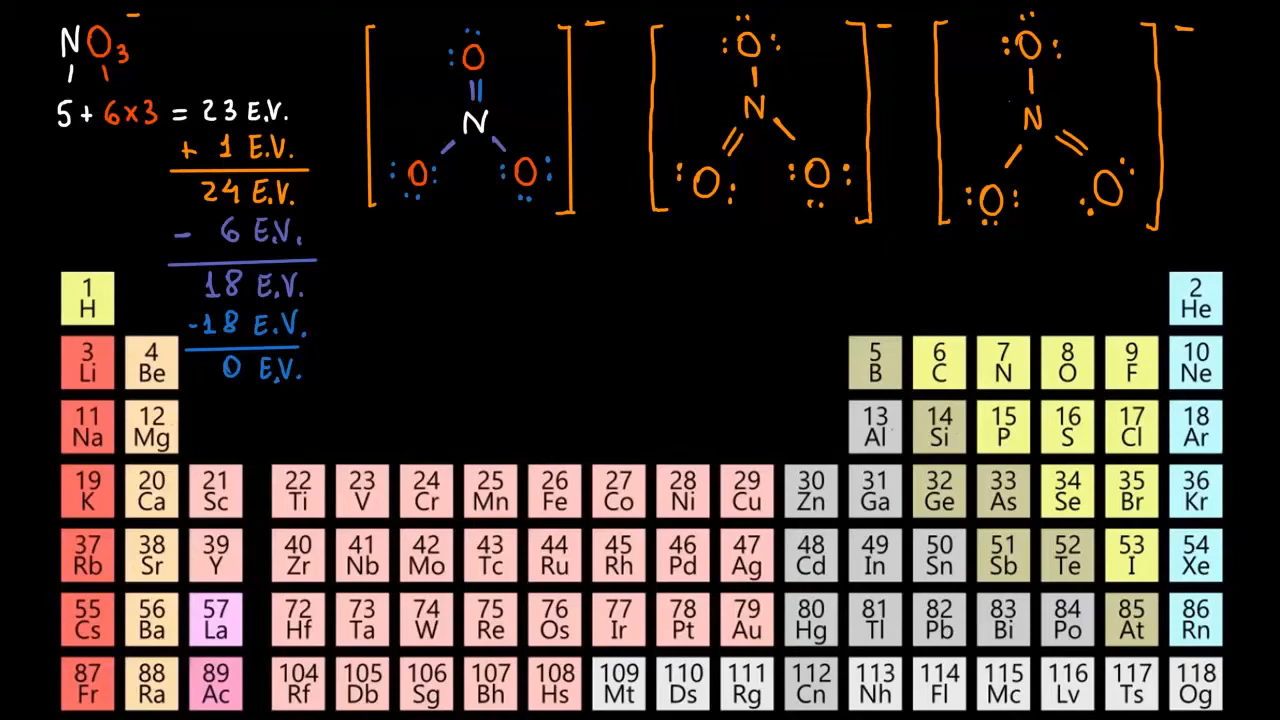 NO₃⁻
5 + 6x3 = 23 E.V.
+ 1 E.V.
24 E.V.
- 6 E.V.
18 E.V.
-18 E.V.
0 E.V.
O
N
O O
-
O
N
O O
-
O
N
O O
-
1 H 2 He
3 Li 4 Be 5 B 6 C 7 N 8 O 9 F 10 Ne
11 Na 12 Mg 13 Al 14 Si 15 P 16 S 17 Cl 18 Ar
19 K 20 Ca 21 Sc 22 Ti 23 V 24 Cr 25 Mn 26 Fe 27 Co 28 Ni 29 Cu 30 Zn 31 Ga 32 Ge 33 As 34 Se 35 Br 36 Kr
37 Rb 38 Sr 39 Y 40 Zr 41 Nb 42 Mo 43 Tc 44 Ru 45 Rh 46 Pd 47 Ag 48 Cd 49 In 50 Sn 51 Sb 52 Te 53 I 54 Xe
55 Cs 56 Ba 57 La 72 Hf 73 Ta 74 W 75 Re 76 Os 77 Ir 78 Pt 79 Au 80 Hg 81 Tl 82 Pb 83 Bi 84 Po 85 At 86 Rn
87 Fr 88 Ra 89 Ac 104 Rf 105 Db 106 Sg 107 Bh 108 Hs 109 Mt 110 Ds 111 Rg 112 Cn 113 Nh 114 Fl 115 Mc 116 Lv 117 Ts 118 Og